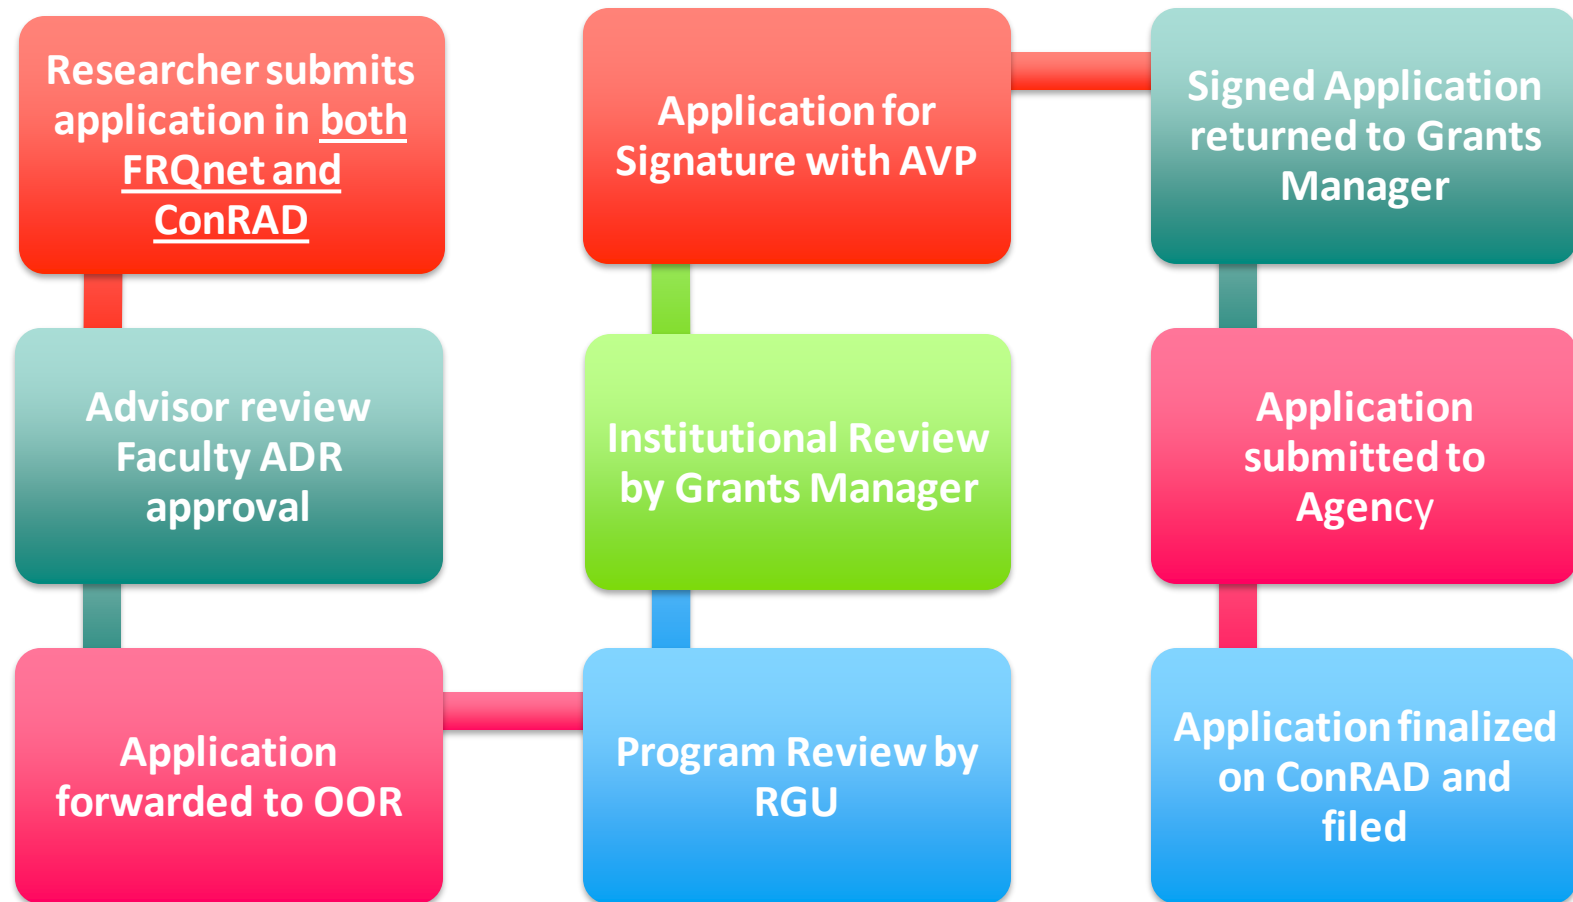 Researcher submits
application in both
FRQnet and
ConRAD
Advisor review
Faculty ADR
approval
Application
forwarded to OOR
Program Review by
RGU
Institutional Review
by Grants Manager
Application for
Signature with AVP
Signed Application
returned to Grants
Manager
Application
submitted to
Agency
Application finalized
on ConRAD and
filed